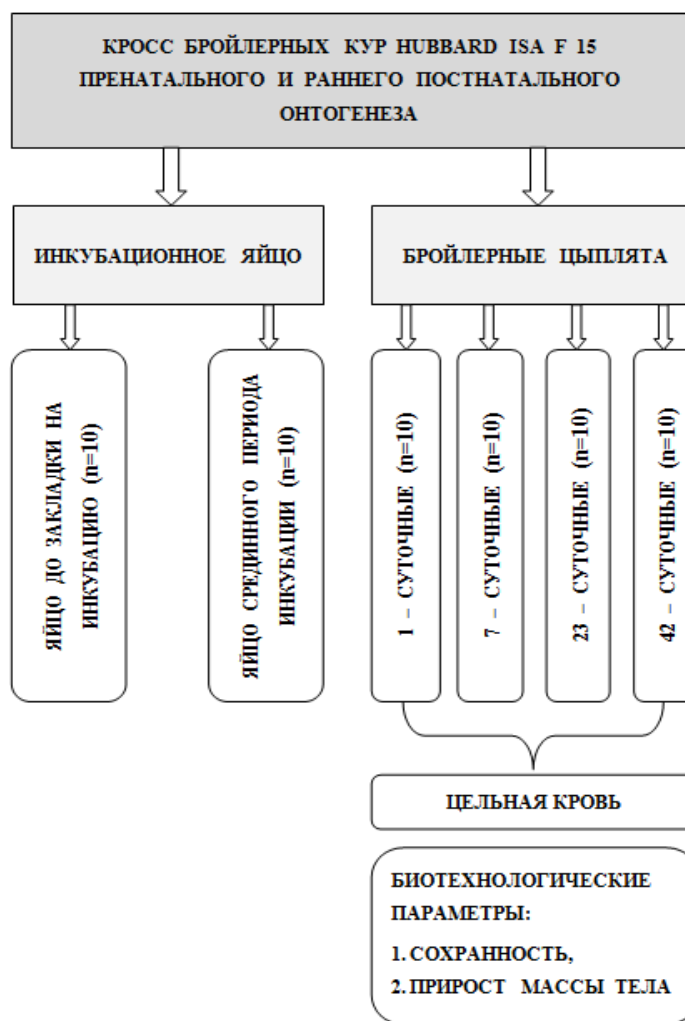 КРОСС БРОЙЛЕРНЫХ КУР HUBBARD ISA F 15
ПРЕНАТАЛЬНОГО И РАННЕГО ПОСТНАТАЛЬНОГО
ОНТОГЕНЕЗА
ИНКУБАЦИОННОЕ ЯЙЦО
БРОЙЛЕРНЫЕ ЦЫПЛЯТА
ЯЙЦО ДО ЗАКЛАДКИ НА
ИНКУБАЦИЮ (n=10)
ЯЙЦО СРЕДИННОГО ПЕРИОДА
ИНКУБАЦИИ (n=10)
1 – СУТОЧНЫЕ (n=10)
7 – СУТОЧНЫЕ (n=10)
23 – СУТОЧНЫЕ (n=10)
42 – СУТОЧНЫЕ (n=10)
ЦЕЛЬНАЯ КРОВЬ
БИОТЕХНОЛОГИЧЕСКИЕ
ПАРАМЕТРЫ:
1. СОХРАННОСТЬ,
2. ПРИРОСТ МАССЫ ТЕЛА